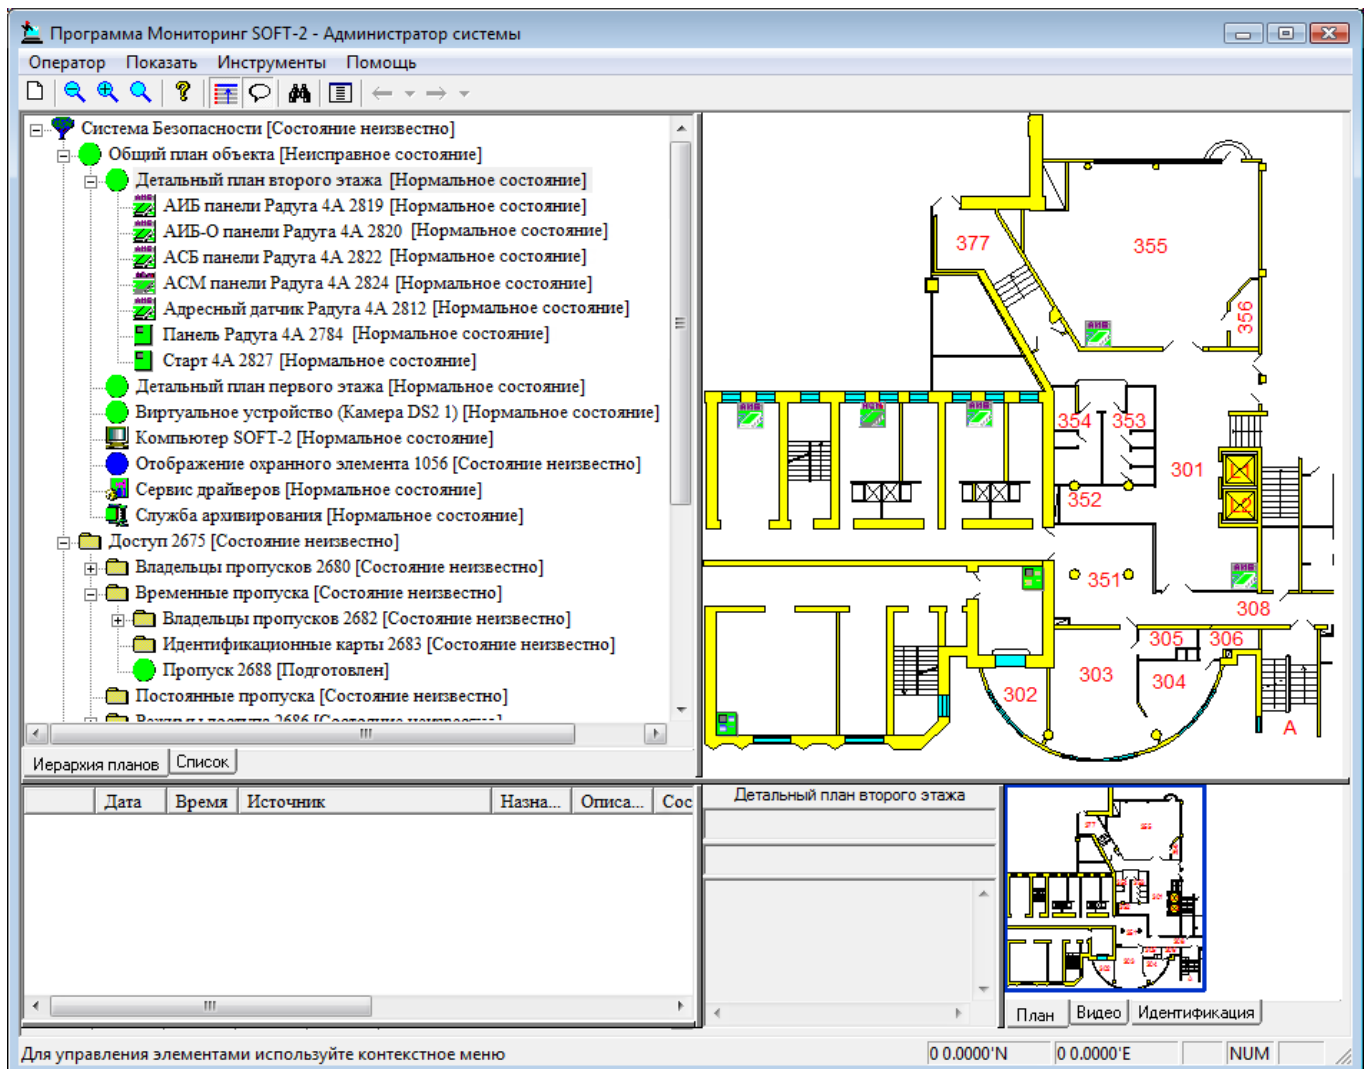 Программа Мониторинг SOFT-2 - Администратор системы
Оператор Показать Инструменты Помощь
Система Безопасности [Состояние неизвестно]
Общий план объекта [Неисправное состояние]
Детальный план второго этажа [Нормальное состояние]
АИБ панели Радуга 4А 2819 [Нормальное состояние]
АИБ-О панели Радуга 4А 2820 [Нормальное состояние]
АСБ панели Радуга 4А 2822 [Нормальное состояние]
АСМ панели Радуга 4А 2824 [Нормальное состояние]
Адресный датчик Радуга 4А 2812 [Нормальное состояние]
Панель Радуга 4А 2784 [Нормальное состояние]
Старт 4А 2827 [Нормальное состояние]
Детальный план первого этажа [Нормальное состояние]
Виртуальное устройство (Камера DS2 1) [Нормальное состояние]
Компьютер SOFT-2 [Нормальное состояние]
Отображение охранного элемента 1056 [Состояние неизвестно]
Сервис драйверов [Нормальное состояние]
Служба архивирования [Нормальное состояние]
Доступ 2675 [Состояние неизвестно]
Владельцы пропусков 2680 [Состояние неизвестно]
Временные пропуска [Состояние неизвестно]
Владельцы пропусков 2682 [Состояние неизвестно]
Идентификационные карты 2683 [Состояние неизвестно]
Пропуск 2688 [Подготовлен]
Постоянные пропуска [Состояние неизвестно]
Режимы доступа 2686 [Состояние неизвестно]
Иерархия планов Список
377
355
356
354 353
301
L1
352
L2
351
308
305 306
303
304
302
А
Дата Время Источник Назна... Описа... Сос
Детальный план второго этажа
План Видео Идентификация
Для управления элементами используйте контекстное меню
0 0.0000'N 0 0.0000'E NUM